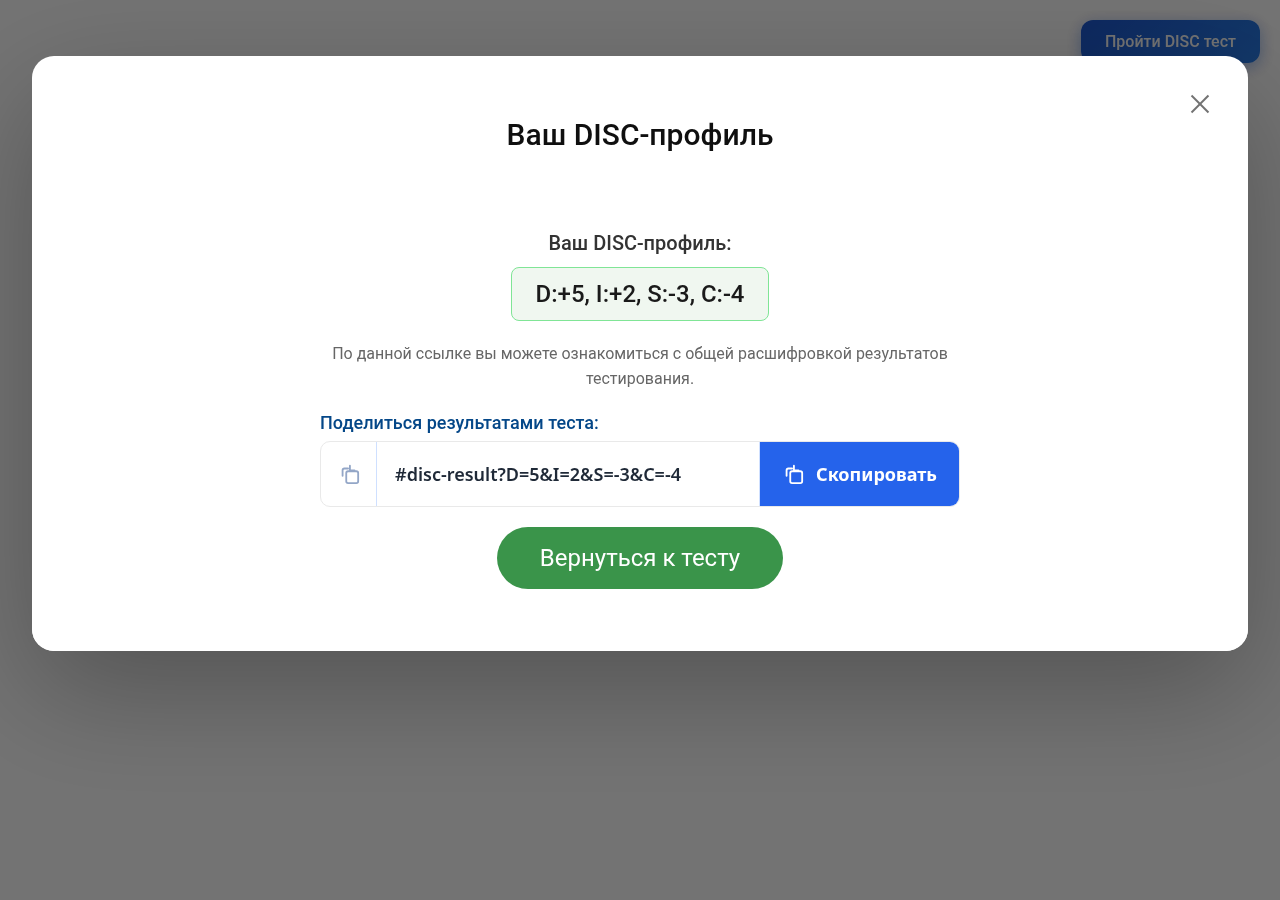 Пройти DISC тест
Ваш DISC-профиль
Ваш DISC-профиль:
D:+5, I:+2, S:-3, C:-4
По данной ссылке вы можете ознакомиться с общей расшифровкой результатов
тестирования.
Поделиться результатами теста:
#disc-result?D=5&I=2&S=-3&C=-4
Скопировать
Вернуться к тесту